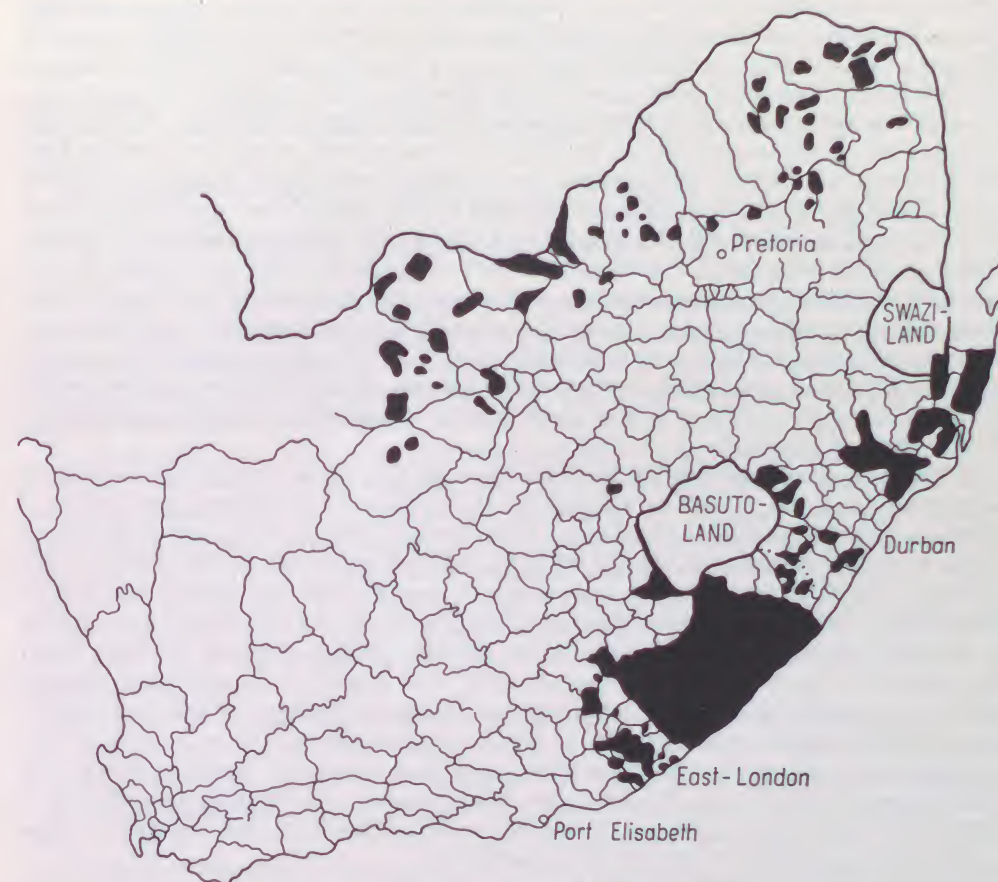 Pretoria
SWAZI-
LAND
BASUTO-
LAND
Durban
East-London
Port Elisabeth